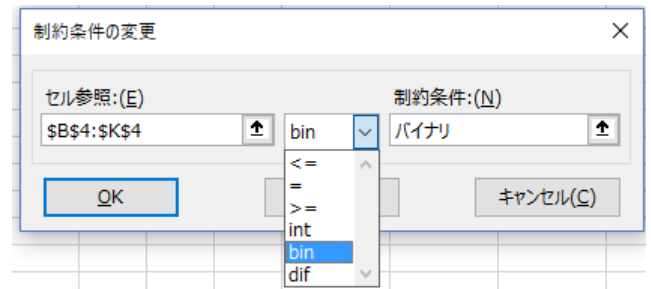 制約条件の変更
セル参照:(E)
制約条件:(N)
$B$4:$K$4
bin
バイナリ
<=
=
>=
int
bin
dif
OK
キャンセル(C)